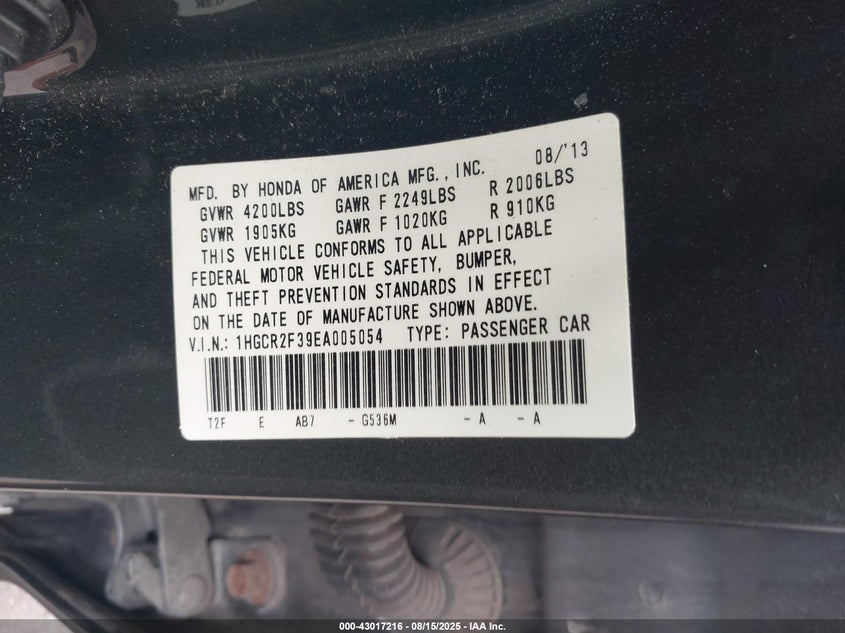 MFD. BY HONDA OF AMERICA MFG., INC. 08/'13
GVWR 4200LBS GAWR F 2249LBS R 2006LBS
GVWR 1905KG GAWR F 1020KG R 910KG
THIS VEHICLE CONFORMS TO ALL APPLICABLE
FEDERAL MOTOR VEHICLE SAFETY, BUMPER,
AND THEFT PREVENTION STANDARDS IN EFFECT
ON THE DATE OF MANUFACTURE SHOWN ABOVE.
V.I.N.: 1HGCR2F39EA005054 TYPE: PASSENGER CAR
T2F E AB7 - G536M - A - A
000-43017216 - 08/15/2025 - IAA Inc.